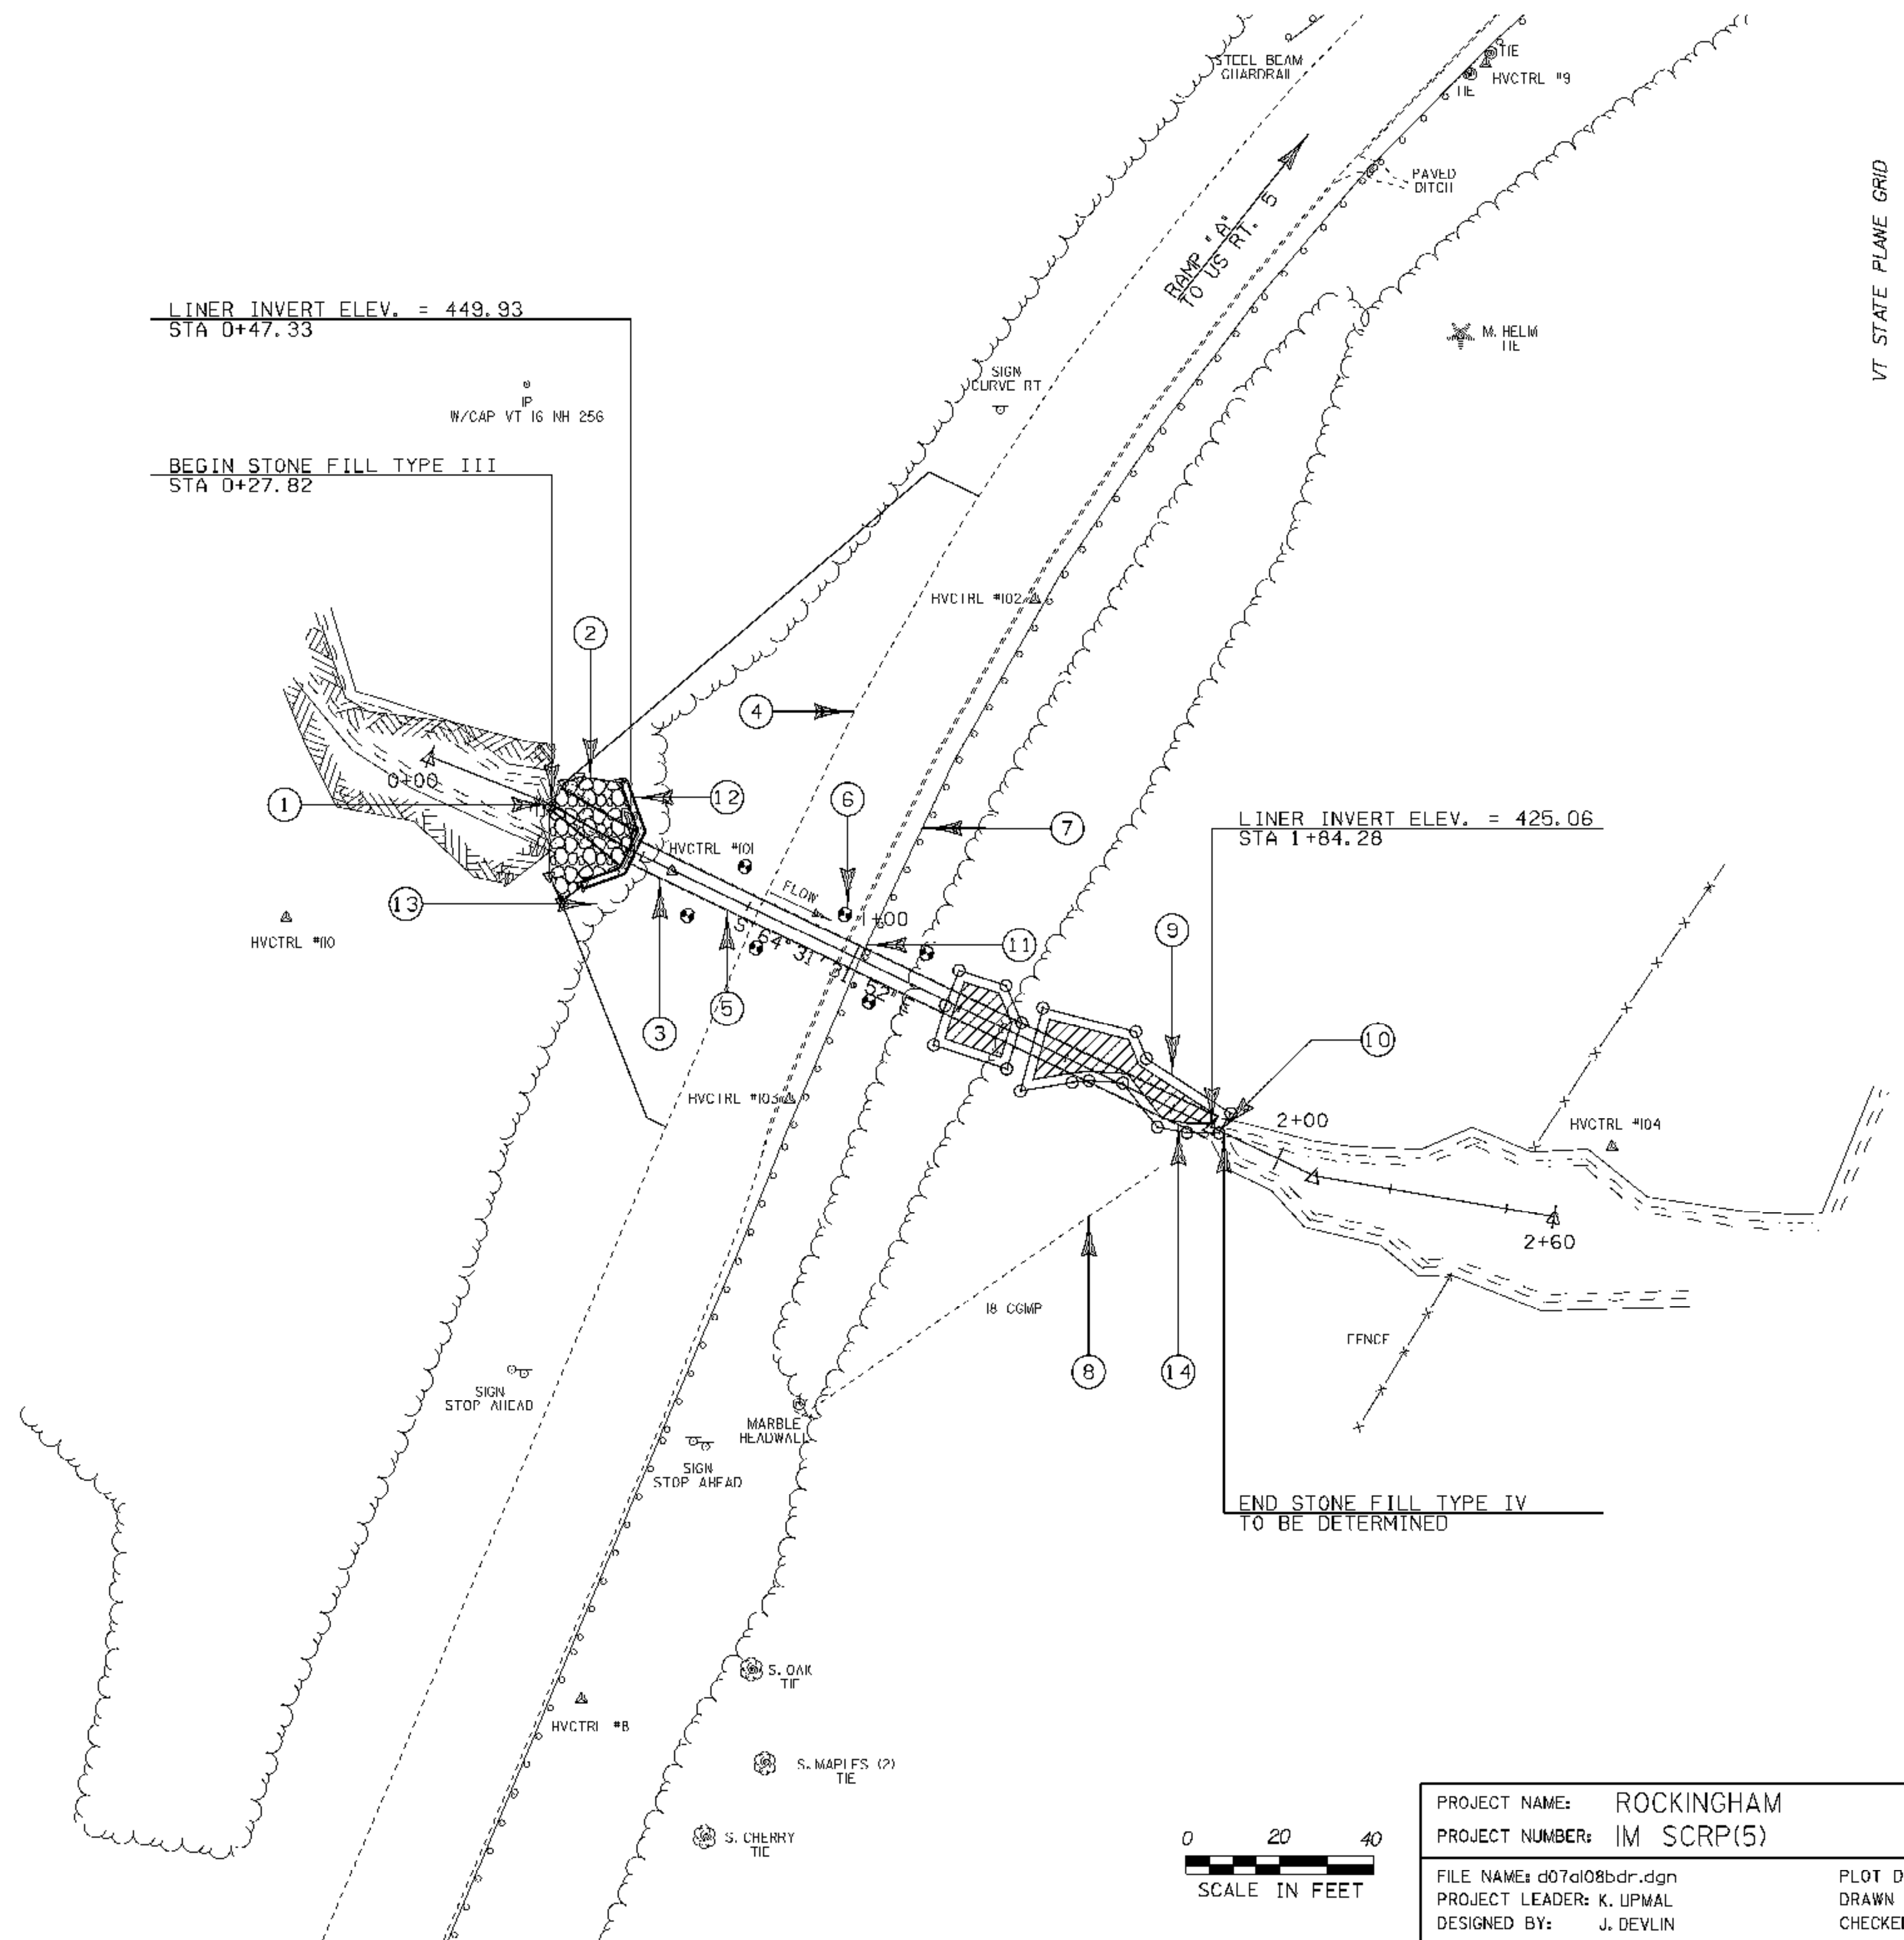 STEEL BEAM
GUARDRAIL
TIE
HVCTRL #9
TIE
PAVED
DITCH
VT STATE PLANE GRID
RAMP "A"
TO US RT. 5
LINER INVERT ELEV. = 449.93
STA 0+47.33
M. HELM
TIE
SIGN
CURVE RT
IP
W/CAP VT 16 NH 256
BEGIN STONE FILL TYPE III
STA 0+27.82
HVCTRL #102
2
4
0+00
1
12
6
7
LINER INVERT ELEV. = 425.06
STA 1+84.28
HVCTRL #101
FLOW
13
1+00
HVCTRL #110
9
11
S 64°31'
52"
5
3
10
HVCTRL #103
2+00
HVCTRL #104
2+60
18 CGMP
FENCE
8
14
SIGN
STOP AHEAD
MARBLE
HEADWALL
SIGN
STOP AHEAD
END STONE FILL TYPE IV
TO BE DETERMINED
S. OAK
TIE
HVCTRL #8
S. MAPLES (2)
TIE
S. CHERRY
TIE
0 20 40
SCALE IN FEET
PROJECT NAME: ROCKINGHAM
PROJECT NUMBER: IM SCRP(5)
FILE NAME: d07a108bdr.dgn PLOT D
PROJECT LEADER: K. UPMAL DRAWN
DESIGNED BY: J. DEVLIN CHECKE